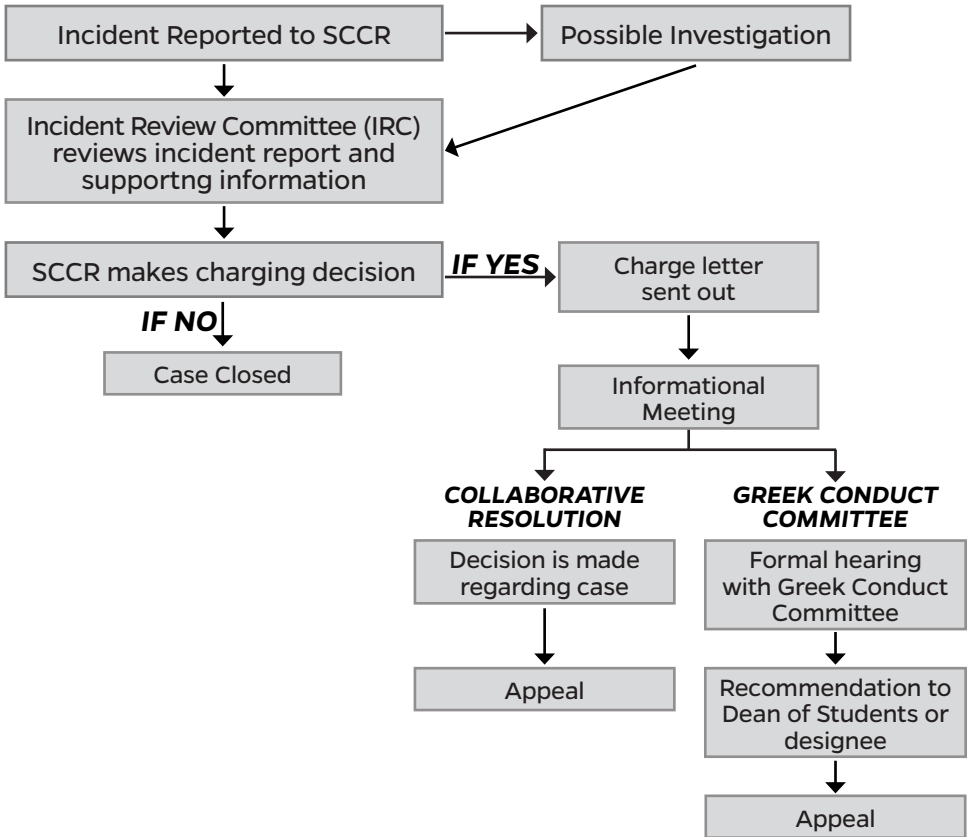 Incident Reported to SCCR
Possible Investigation
Incident Review Committee (IRC)
reviews incident report and
supportng information
SCCR makes charging decision
IF YES
Charge letter
sent out
IF NO
Case Closed
Informational
Meeting
COLLABORATIVE
RESOLUTION
Decision is made
regarding case
Appeal
GREEK CONDUCT
COMMITTEE
Formal hearing
with Greek Conduct
Committee
Recommendation to
Dean of Students or
designee
Appeal